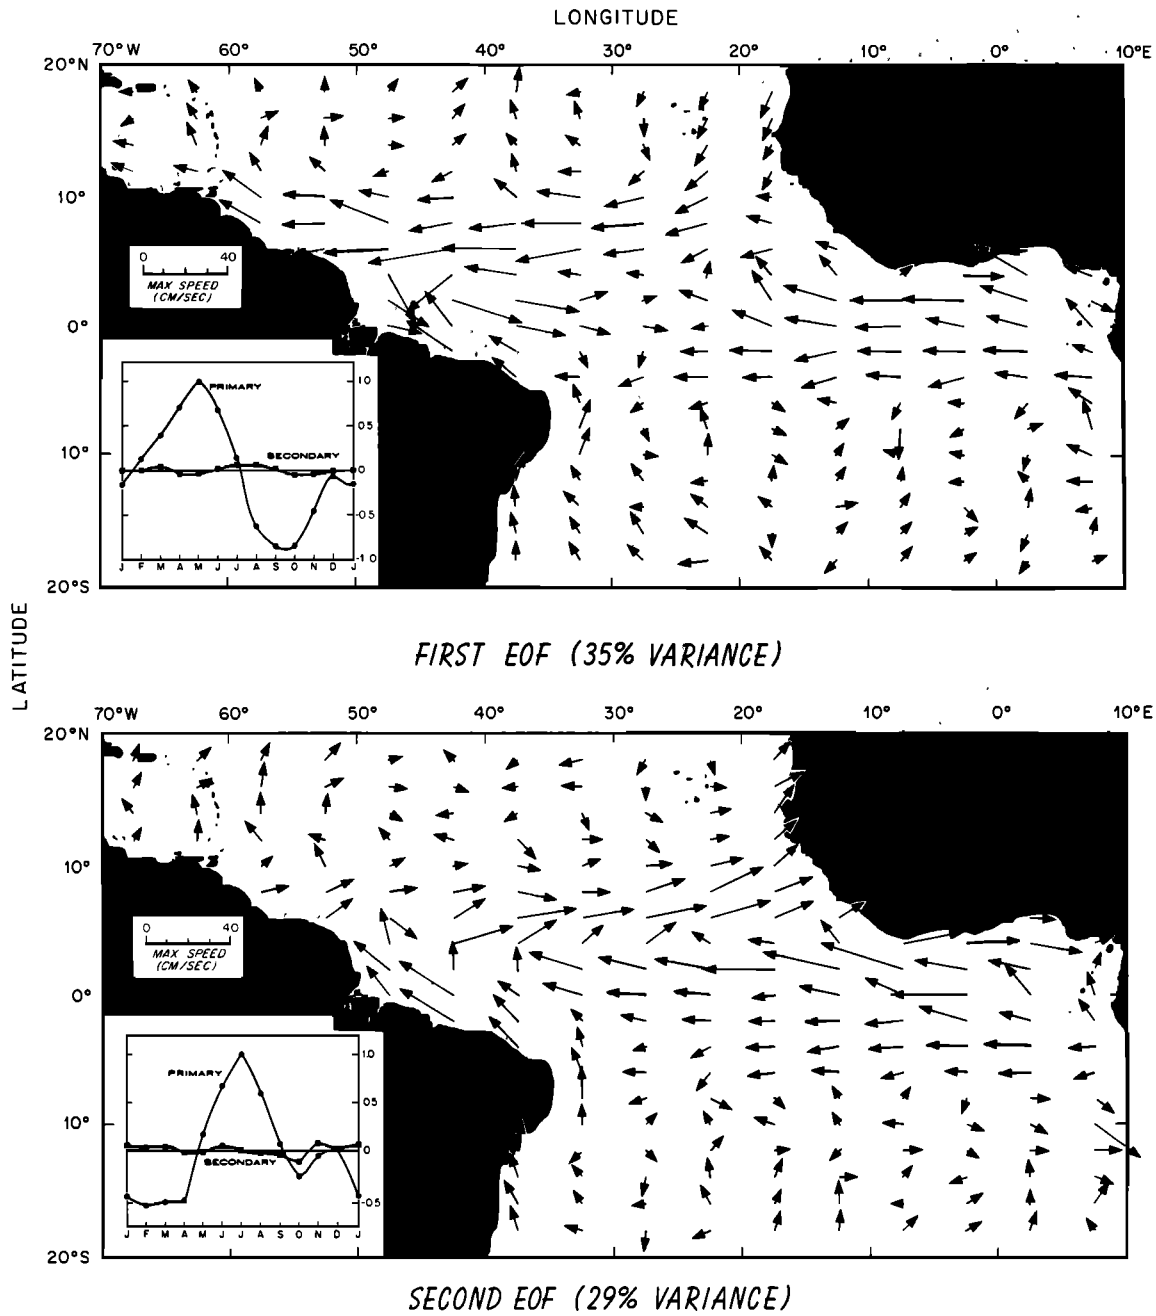 LONGITUDE
70°W 60° 50° 40° 30° 20° 10° 0° 10°E
20°N
10°
0°
10°
20°S
0 40
MAX SPEED
(CM/SEC)
PRIMARY
SECONDARY
1.0
0.5
0
-0.5
-1.0
J F M A M J J A S O N D J
FIRST EOF (35% VARIANCE)
LATITUDE
70°W 60° 50° 40° 30° 20° 10° 0° 10°E
20°N
10°
0°
10°
20°S
0 40
MAX SPEED
(CM/SEC)
PRIMARY
SECONDARY
1.0
0.5
0
-0.5
J F M A M J J A S O N D J
SECOND EOF (29% VARIANCE)